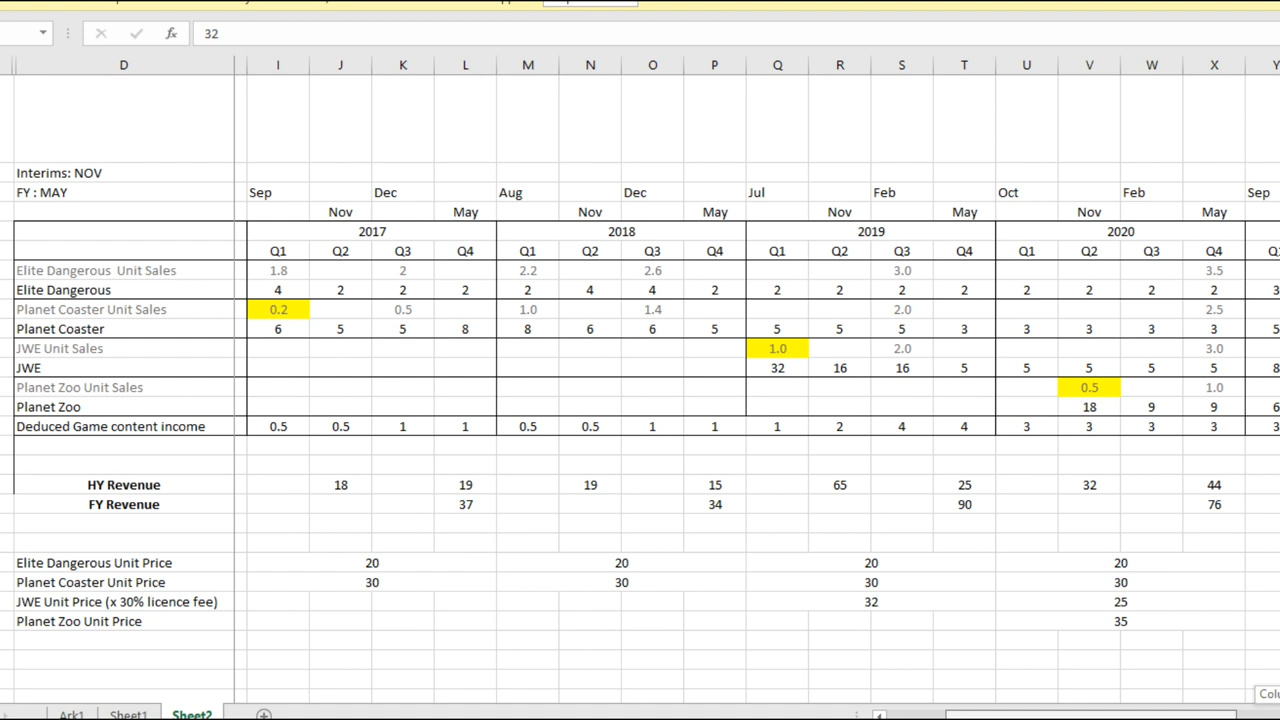 32
D I J K L M N O P Q R S T U V W X Y
Interims: NOV
FY : MAY Sep Dec Aug Dec Jul Feb Oct Feb Sep
Nov May Nov May Nov May Nov May
2017 2018 2019 2020
Q1 Q2 Q3 Q4 Q1 Q2 Q3 Q4 Q1 Q2 Q3 Q4 Q1 Q2 Q3 Q4
Elite Dangerous Unit Sales 1.8 2 2.2 2.6 3.0 3.5
Elite Dangerous 4 2 2 2 2 4 4 2 2 2 2 2 2 2 2 2 3
Planet Coaster Unit Sales 0.2 0.5 1.0 1.4 2.0 2.5
Planet Coaster 6 5 5 8 8 6 6 5 5 5 5 3 3 3 3 3 5
JWE Unit Sales 1.0 2.0 3.0
JWE 32 16 16 5 5 5 5 5 8
Planet Zoo Unit Sales 0.5 1.0
Planet Zoo 18 9 9 6
Deduced Game content income 0.5 0.5 1 1 0.5 0.5 1 1 1 2 4 4 3 3 3 3 3
HY Revenue 18 19 19 15 65 25 32 44
FY Revenue 37 34 90 76
Elite Dangerous Unit Price 20 20 20 20
Planet Coaster Unit Price 30 30 30 30
JWE Unit Price (x 30% licence fee) 32 25
Planet Zoo Unit Price 35
Ark1 Sheet1 Sheet2